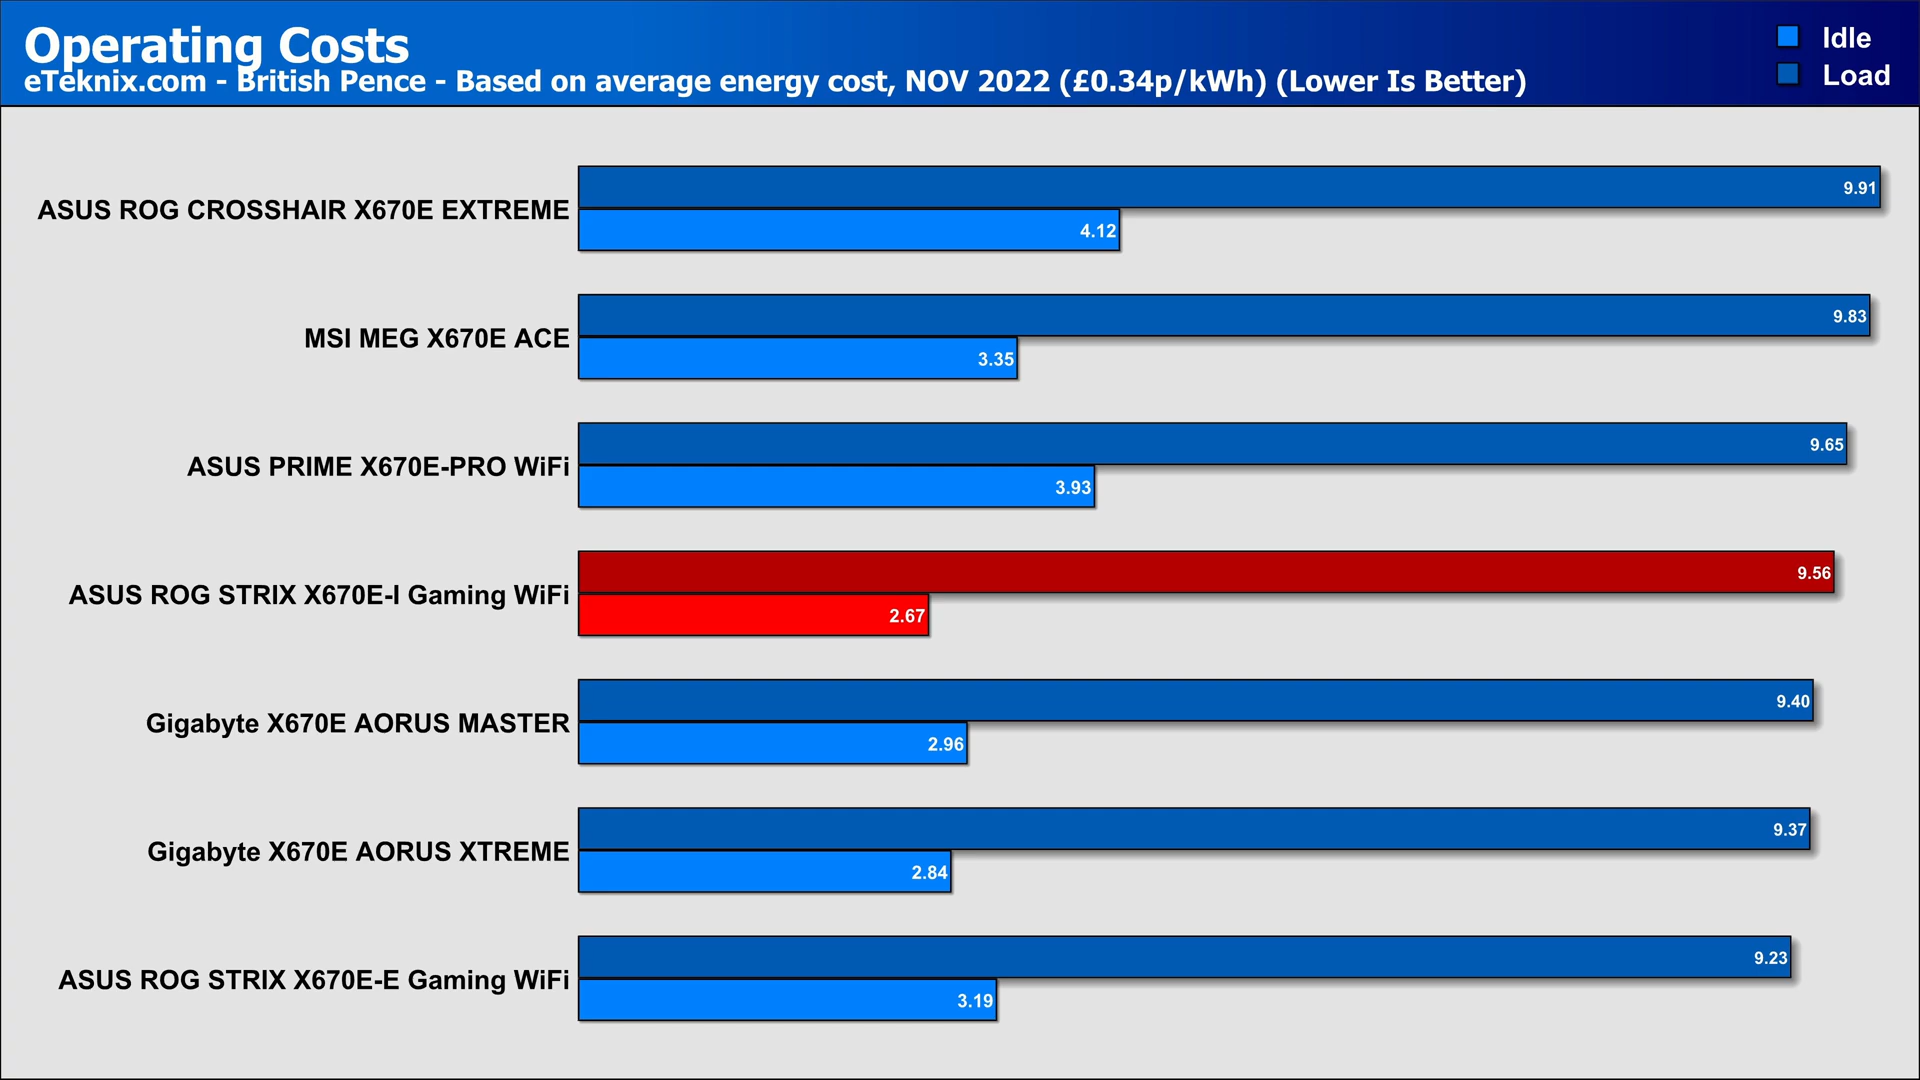 Operating Costs
eTeknix.com - British Pence - Based on average energy cost, NOV 2022 (£0.34p/kWh) (Lower Is Better)
Idle
Load
ASUS ROG CROSSHAIR X670E EXTREME
9.91
4.12
MSI MEG X670E ACE
9.83
3.35
ASUS PRIME X670E-PRO WiFi
9.65
3.93
ASUS ROG STRIX X670E-I Gaming WiFi
9.56
2.67
Gigabyte X670E AORUS MASTER
9.40
2.96
Gigabyte X670E AORUS XTREME
9.37
2.84
ASUS ROG STRIX X670E-E Gaming WiFi
9.23
3.19